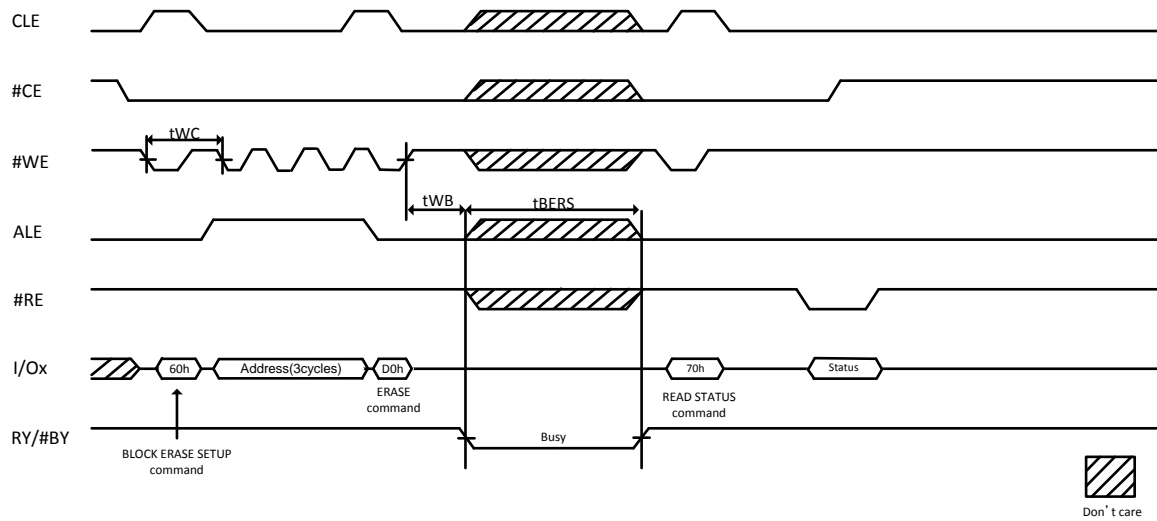 CLE
#CE
tWC
#WE
tWB
tBERS
ALE
#RE
I/Ox
60h
Address(3cycles)
D0h
70h
Status
ERASE
command
READ STATUS
command
RY/#BY
Busy
BLOCK ERASE SETUP
command
Don’t care